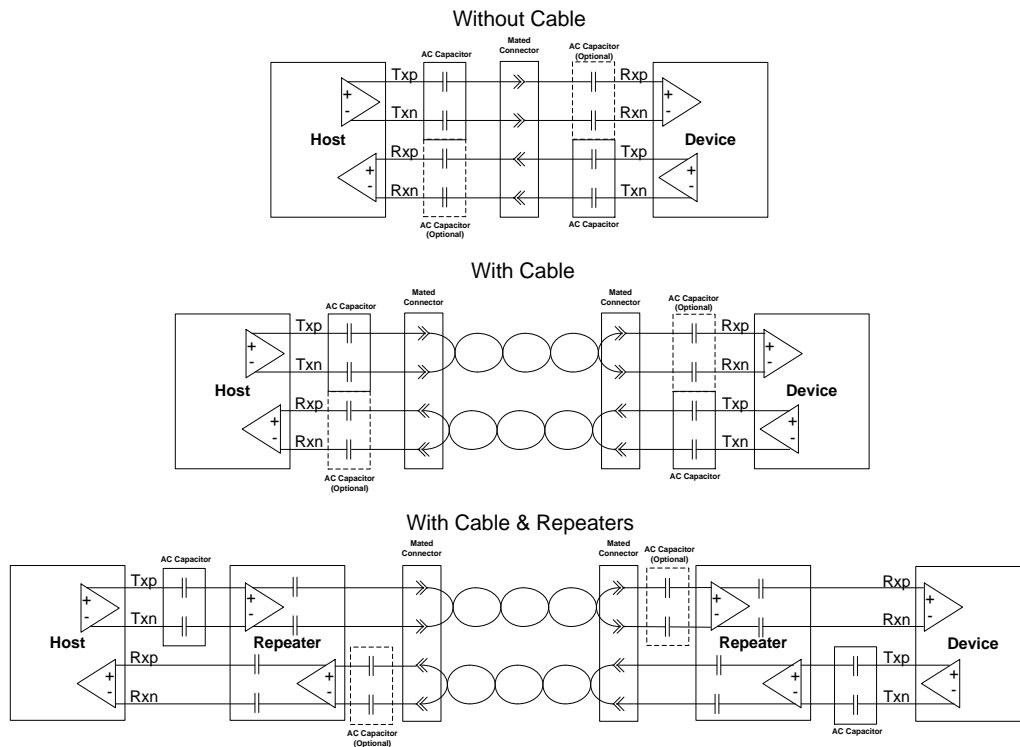 Without Cable
AC Capacitor
Mated
Connector
AC Capacitor
(Optional)
Txp
Rxp
+
-
+
-
Txn
Rxn
Host
Device
Rxp
Txp
+
-
+
-
Rxn
Txn
AC Capacitor
(Optional)
AC Capacitor
With Cable
AC Capacitor
Mated
Connector
Mated
Connector
AC Capacitor
(Optional)
Txp
Rxp
+
-
+
-
Txn
Rxn
Host
Device
Rxp
Txp
+
-
+
-
Rxn
Txn
AC Capacitor
(Optional)
AC Capacitor
With Cable & Repeaters
AC Capacitor
Mated
Connector
Mated
Connector
AC Capacitor
(Optional)
Txp
Rxp
+
-
+
-
+
-
+
-
Txn
Rxn
Host
Repeater
Repeater
Device
Rxp
Txp
+
-
+
-
+
-
+
-
Rxn
Txn
AC Capacitor
(Optional)
AC Capacitor